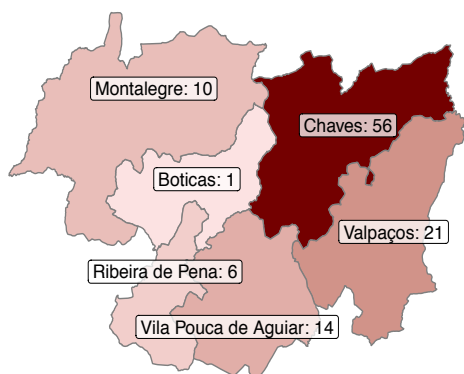 Montalegre: 10
Chaves: 56
Boticas: 1
Valpaços: 21
Ribeira de Pena: 6
Vila Pouca de Aguiar: 14